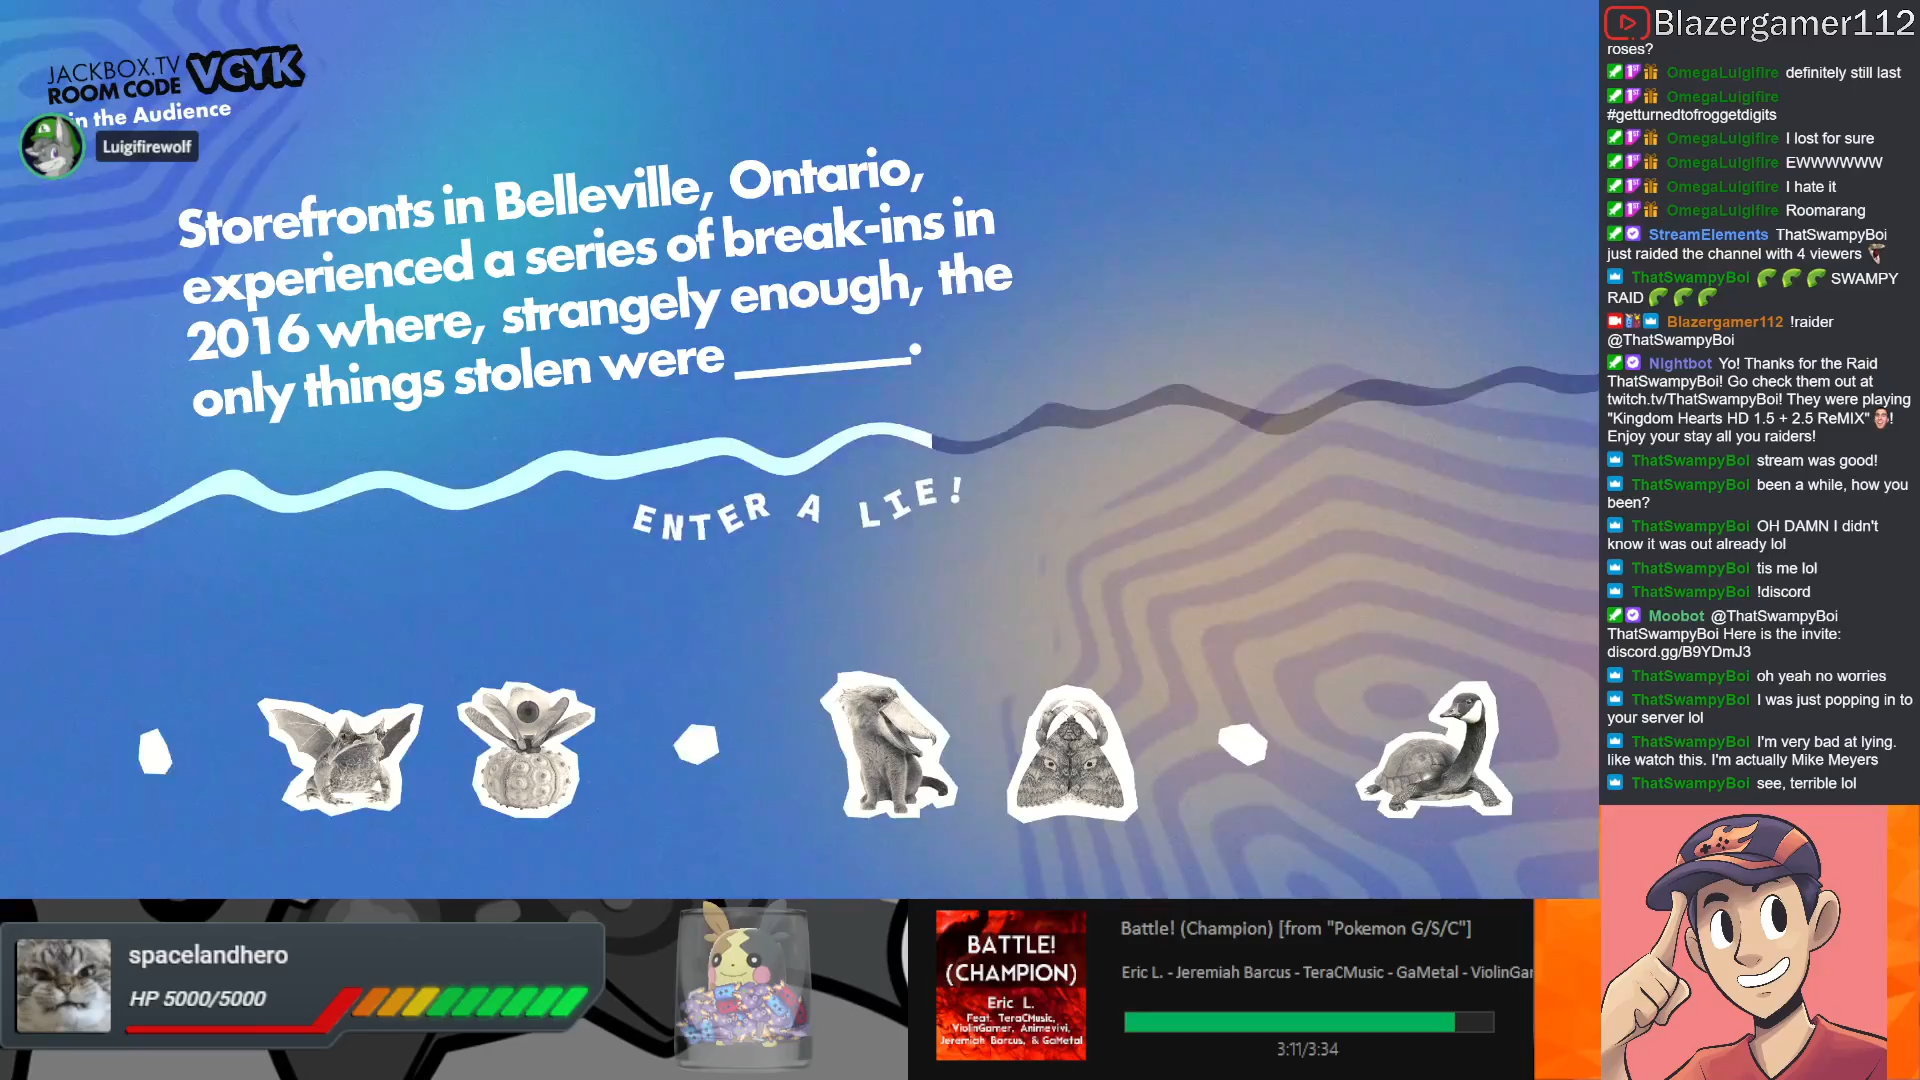 JACKBOX.TV
ROOM CODE VGYK
in the Audience
Luigifirewolf
Storefronts in Belleville, Ontario,
experienced a series of break-ins in
2016 where, strangely enough, the
only things stolen were ______.
ENTER A LIE!
Blazergamer112
roses?
OmegaLuigifire definitely still last
OmegaLuigifire
#getturnedtofroggetdigits
OmegaLuigifire I lost for sure
OmegaLuigifire EWWWWWW
OmegaLuigifire I hate it
OmegaLuigifire Roomarang
StreamElements ThatSwampyBoi
just raided the channel with 4 viewers
ThatSwampyBoi SWAMPY
RAID
Blazergamer112 !raider
@ThatSwampyBoi
Nightbot Yo! Thanks for the Raid
ThatSwampyBoi! Go check them out at
twitch.tv/ThatSwampyBoi! They were playing
"Kingdom Hearts HD 1.5 + 2.5 ReMIX" !
Enjoy your stay all you raiders!
ThatSwampyBoi stream was good!
ThatSwampyBoi been a while, how you
been?
ThatSwampyBoi OH DAMN I didn't
know it was out already lol
ThatSwampyBoi tis me lol
ThatSwampyBoi !discord
Moobot @ThatSwampyBoi
ThatSwampyBoi Here is the invite:
discord.gg/B9YDmJ3
ThatSwampyBoi oh yeah no worries
ThatSwampyBoi I was just popping in to
your server lol
ThatSwampyBoi I'm very bad at lying.
like watch this. I'm actually Mike Meyers
ThatSwampyBoi see, terrible lol
spacelandhero
HP 5000/5000
BATTLE!
(CHAMPION)
Eric L.
Feat. TeraCMusic,
ViolinGamer, Animevivi,
Jeremiah Barcus, & GaMetal
Battle! (Champion) [from "Pokemon G/S/C"]
Eric L. - Jeremiah Barcus - TeraCMusic - GaMetal - ViolinGar
3:11/3:34